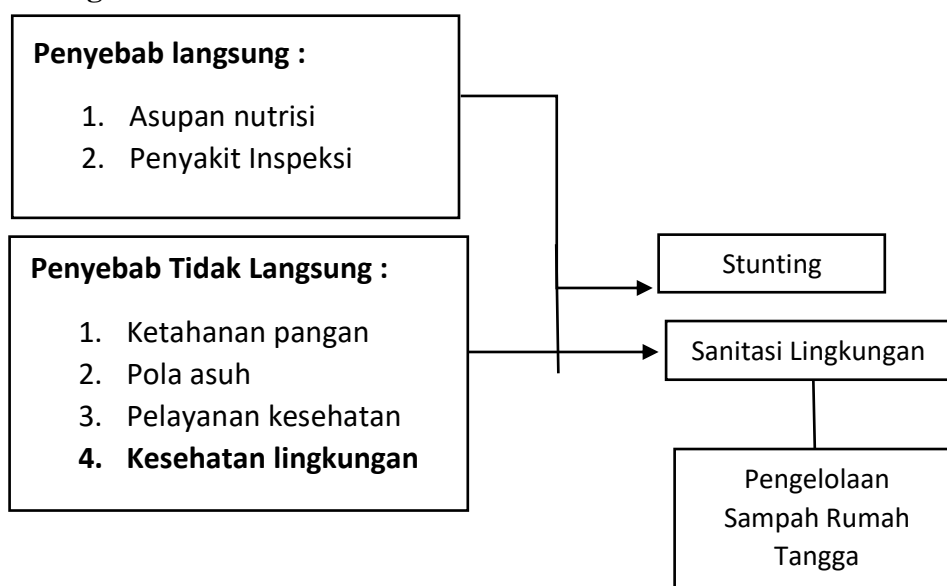 Penyebab langsung :
1. Asupan nutrisi
2. Penyakit Inspeksi
Penyebab Tidak Langsung :
1. Ketahanan pangan
2. Pola asuh
3. Pelayanan kesehatan
4. Kesehatan lingkungan
Stunting
Sanitasi Lingkungan
Pengelolaan
Sampah Rumah
Tangga